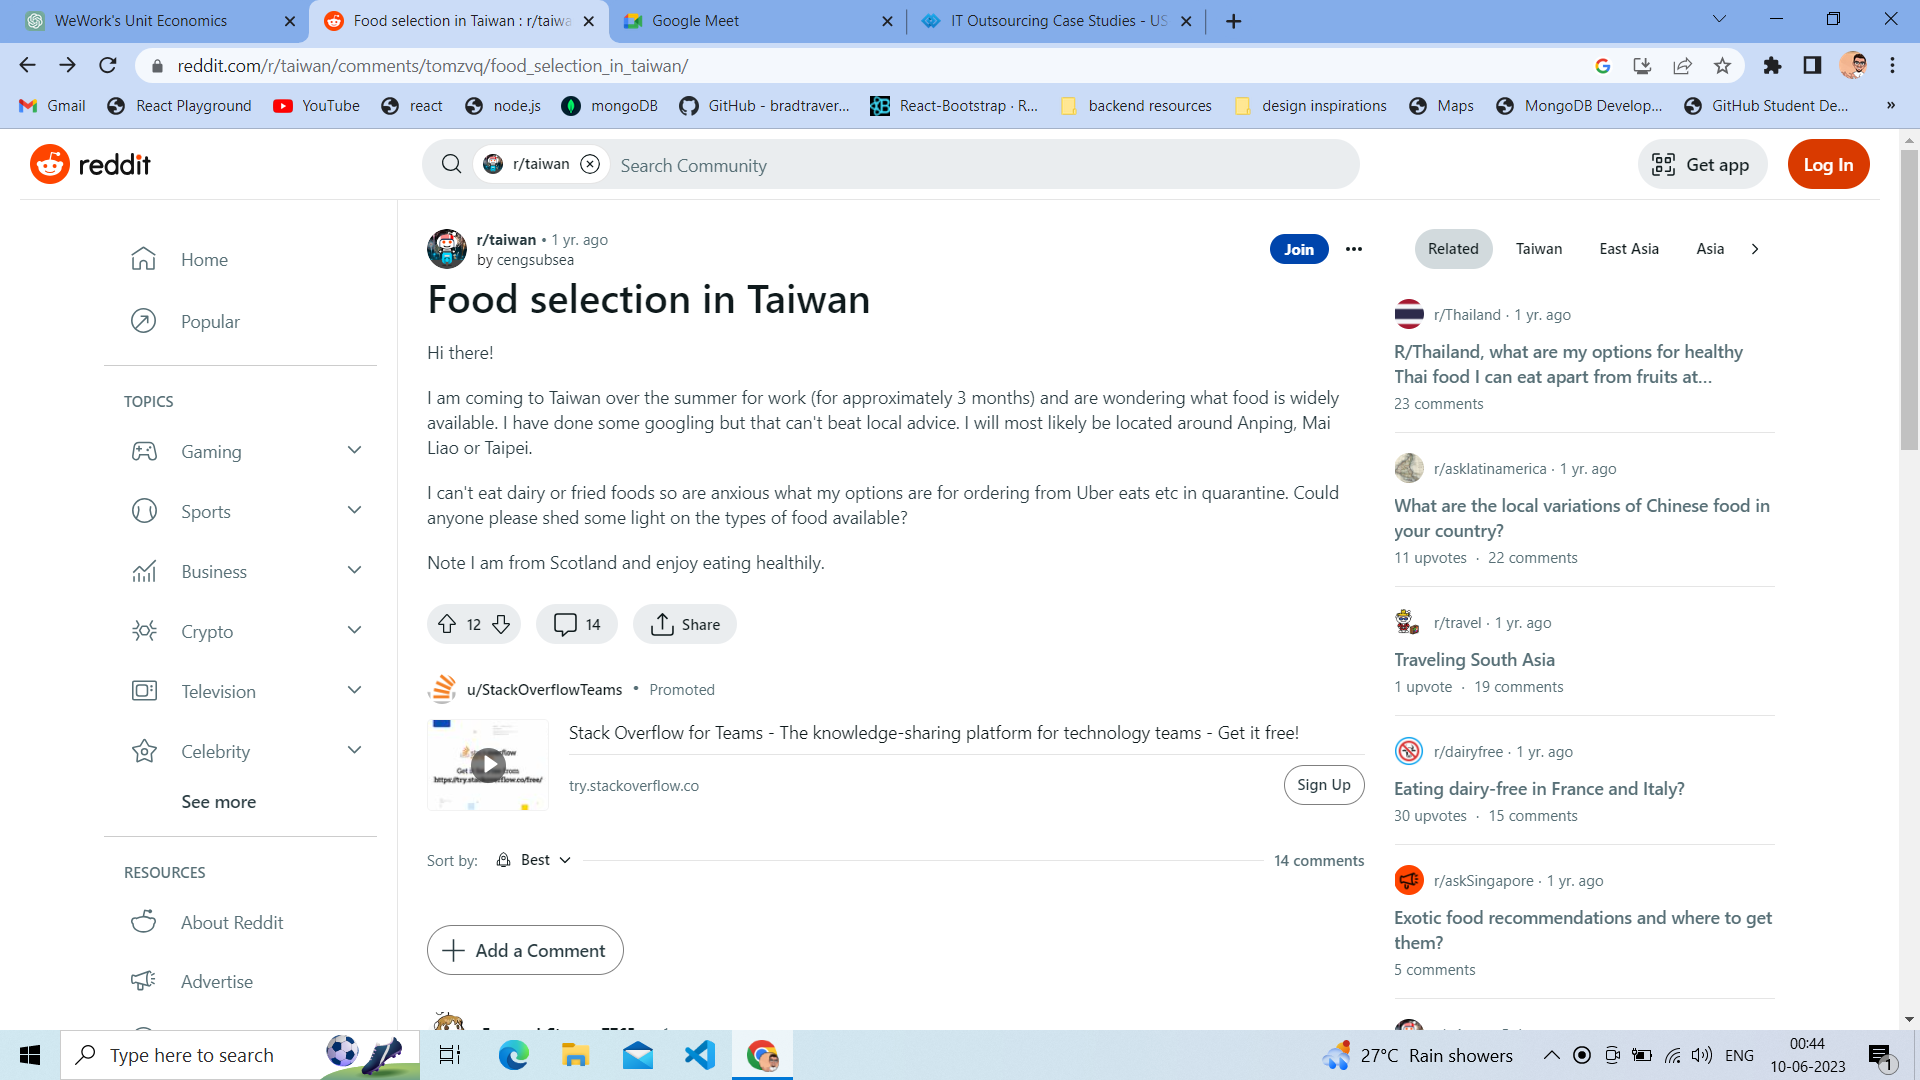 WeWork's Unit Economics
Food selection in Taiwan : r/taiwa
Google Meet
IT Outsourcing Case Studies - US
reddit.com/r/taiwan/comments/tomzvq/food_selection_in_taiwan/
Gmail
React Playground
YouTube
react
node.js
mongoDB
GitHub - bradtraver...
React-Bootstrap · R...
backend resources
design inspirations
Maps
MongoDB Develop...
GitHub Student De...
»
reddit
r/taiwan
Search Community
Get app
Log In
Home
Popular
TOPICS
Gaming
Sports
Business
Crypto
Television
Celebrity
See more
RESOURCES
About Reddit
Advertise
r/taiwan • 1 yr. ago
by cengsubsea
Join
Food selection in Taiwan
Hi there!
I am coming to Taiwan over the summer for work (for approximately 3 months) and are wondering what food is widely
available. I have done some googling but that can't beat local advice. I will most likely be located around Anping, Mai
Liao or Taipei.
I can't eat dairy or fried foods so are anxious what my options are for ordering from Uber eats etc in quarantine. Could
anyone please shed some light on the types of food available?
Note I am from Scotland and enjoy eating healthily.
12
14
Share
u/StackOverflowTeams • Promoted
Stack Overflow for Teams - The knowledge-sharing platform for technology teams - Get it free!
https://try.stackoverflow.co/free/
try.stackoverflow.co
Sign Up
Sort by: Best
14 comments
Add a Comment
Related
Taiwan
East Asia
Asia
r/Thailand · 1 yr. ago
R/Thailand, what are my options for healthy
Thai food I can eat apart from fruits at...
23 comments
r/asklatinamerica · 1 yr. ago
What are the local variations of Chinese food in
your country?
11 upvotes · 22 comments
r/travel · 1 yr. ago
Traveling South Asia
1 upvote · 19 comments
r/dairyfree · 1 yr. ago
Eating dairy-free in France and Italy?
30 upvotes · 15 comments
r/askSingapore · 1 yr. ago
Exotic food recommendations and where to get
them?
5 comments
Type here to search
27°C Rain showers
ENG
00:44
10-06-2023
1